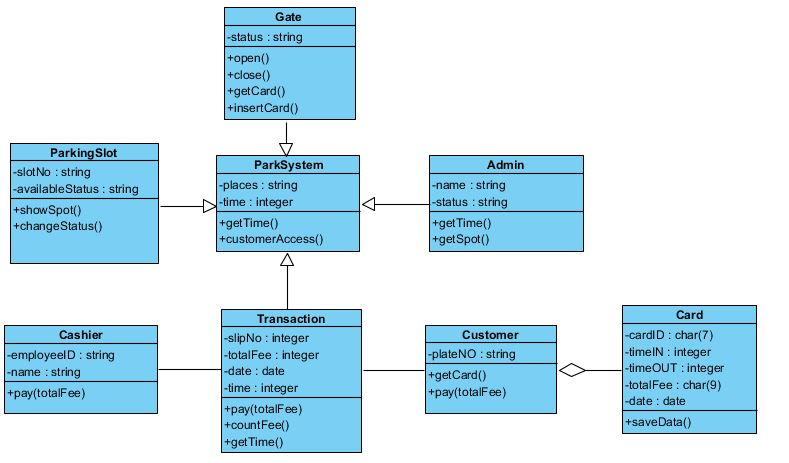 Gate
-status : string
+open()
+close()
+getCard()
+insertCard()
ParkingSlot
-slotNo : string
-availableStatus : string
+showSpot()
+changeStatus()
ParkSystem
-places : string
-time : integer
+getTime()
+customerAccess()
Admin
-name : string
-status : string
+getTime()
+getSpot()
Cashier
-employeeID : string
-name : string
+pay(totalFee)
Transaction
-slipNo : integer
-totalFee : integer
-date : date
-time : integer
+pay(totalFee)
+countFee()
+getTime()
Customer
-plateNO : string
+getCard()
+pay(totalFee)
Card
-cardID : char(7)
-timeIN : integer
-timeOUT : integer
-totalFee : char(9)
-date : date
+saveData()